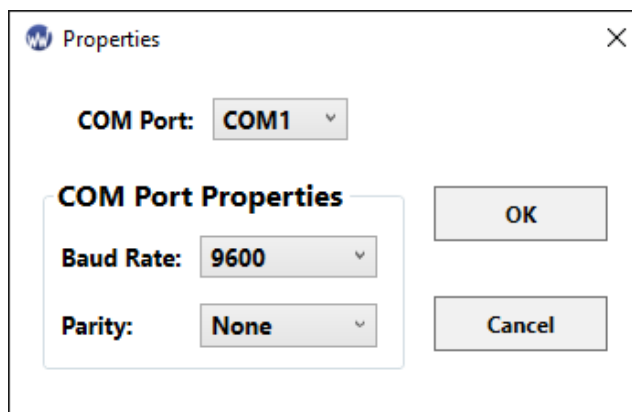 Properties
COM Port: COM1
COM Port Properties
Baud Rate: 9600
Parity: None
OK
Cancel